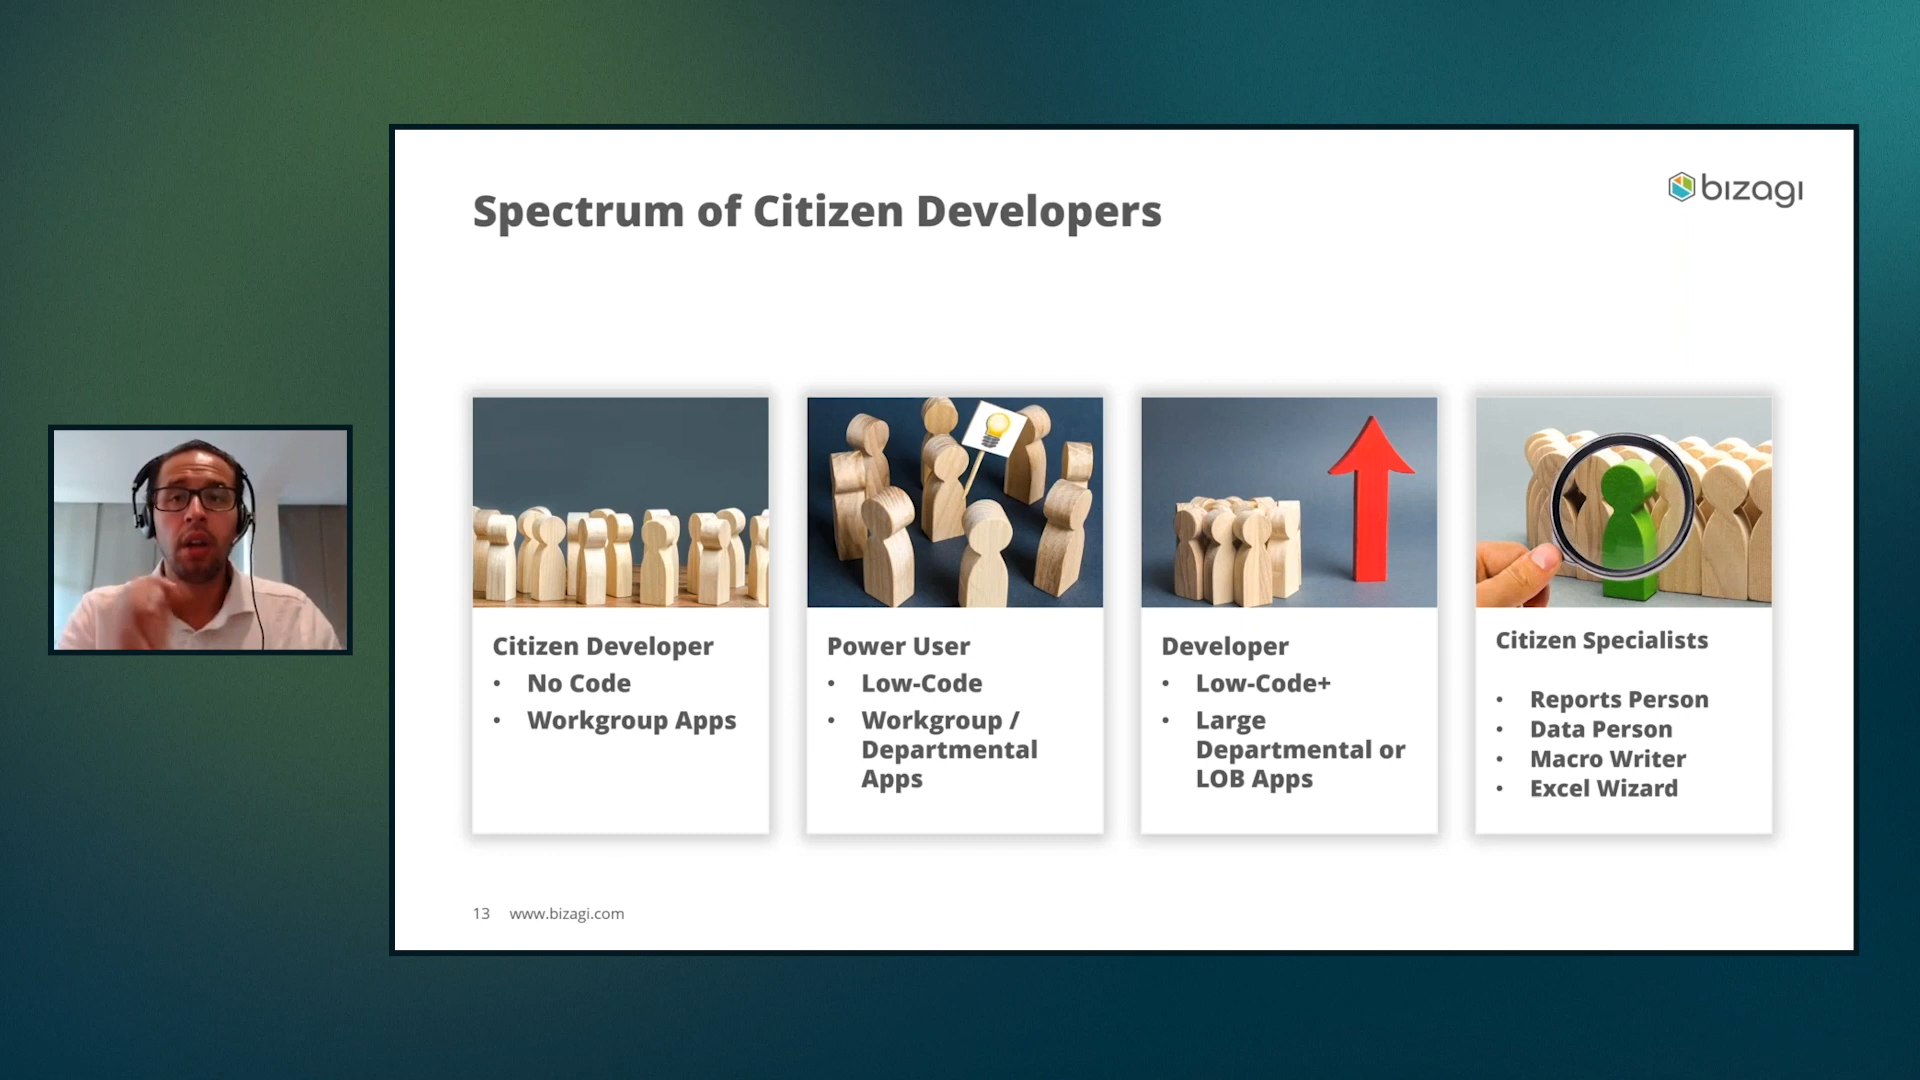 bizagi
Spectrum of Citizen Developers
Citizen Developer
• No Code
• Workgroup Apps
Power User
• Low-Code
• Workgroup /
Departmental
Apps
Developer
• Low-Code+
• Large
Departmental or
LOB Apps
Citizen Specialists
• Reports Person
• Data Person
• Macro Writer
• Excel Wizard
13 www.bizagi.com